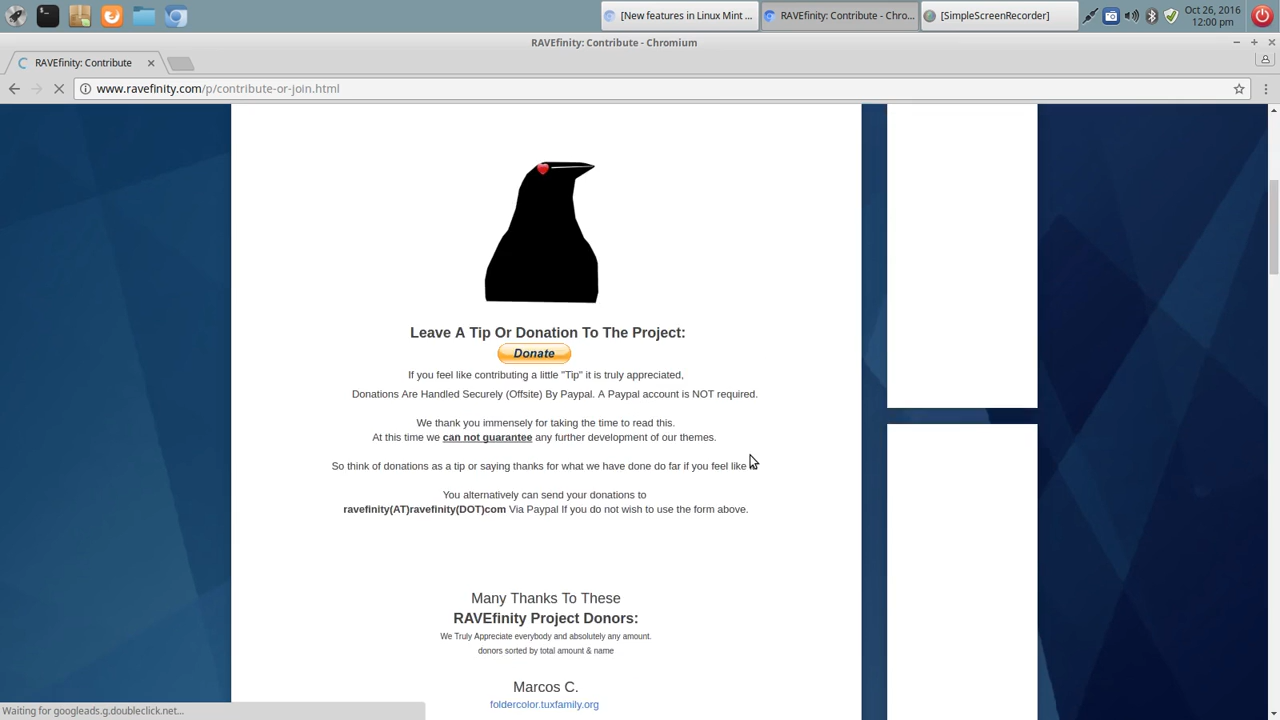 [New features in Linux Mint ...
RAVEfinity: Contribute - Chro...
[SimpleScreenRecorder]
Oct 26, 2016
12:00 pm
RAVEfinity: Contribute - Chromium
RAVEfinity: Contribute
www.ravefinity.com/p/contribute-or-join.html
Leave A Tip Or Donation To The Project:
Donate
If you feel like contributing a little "Tip" it is truly appreciated,
Donations Are Handled Securely (Offsite) By Paypal. A Paypal account is NOT required.
We thank you immensely for taking the time to read this.
At this time we can not guarantee any further development of our themes.
So think of donations as a tip or saying thanks for what we have done do far if you feel like
You alternatively can send your donations to
ravefinity(AT)ravefinity(DOT)com Via Paypal If you do not wish to use the form above.
Many Thanks To These
RAVEfinity Project Donors:
We Truly Appreciate everybody and absolutely any amount.
donors sorted by total amount & name
Marcos C.
foldercolor.tuxfamily.org
Waiting for googleads.g.doubleclick.net...